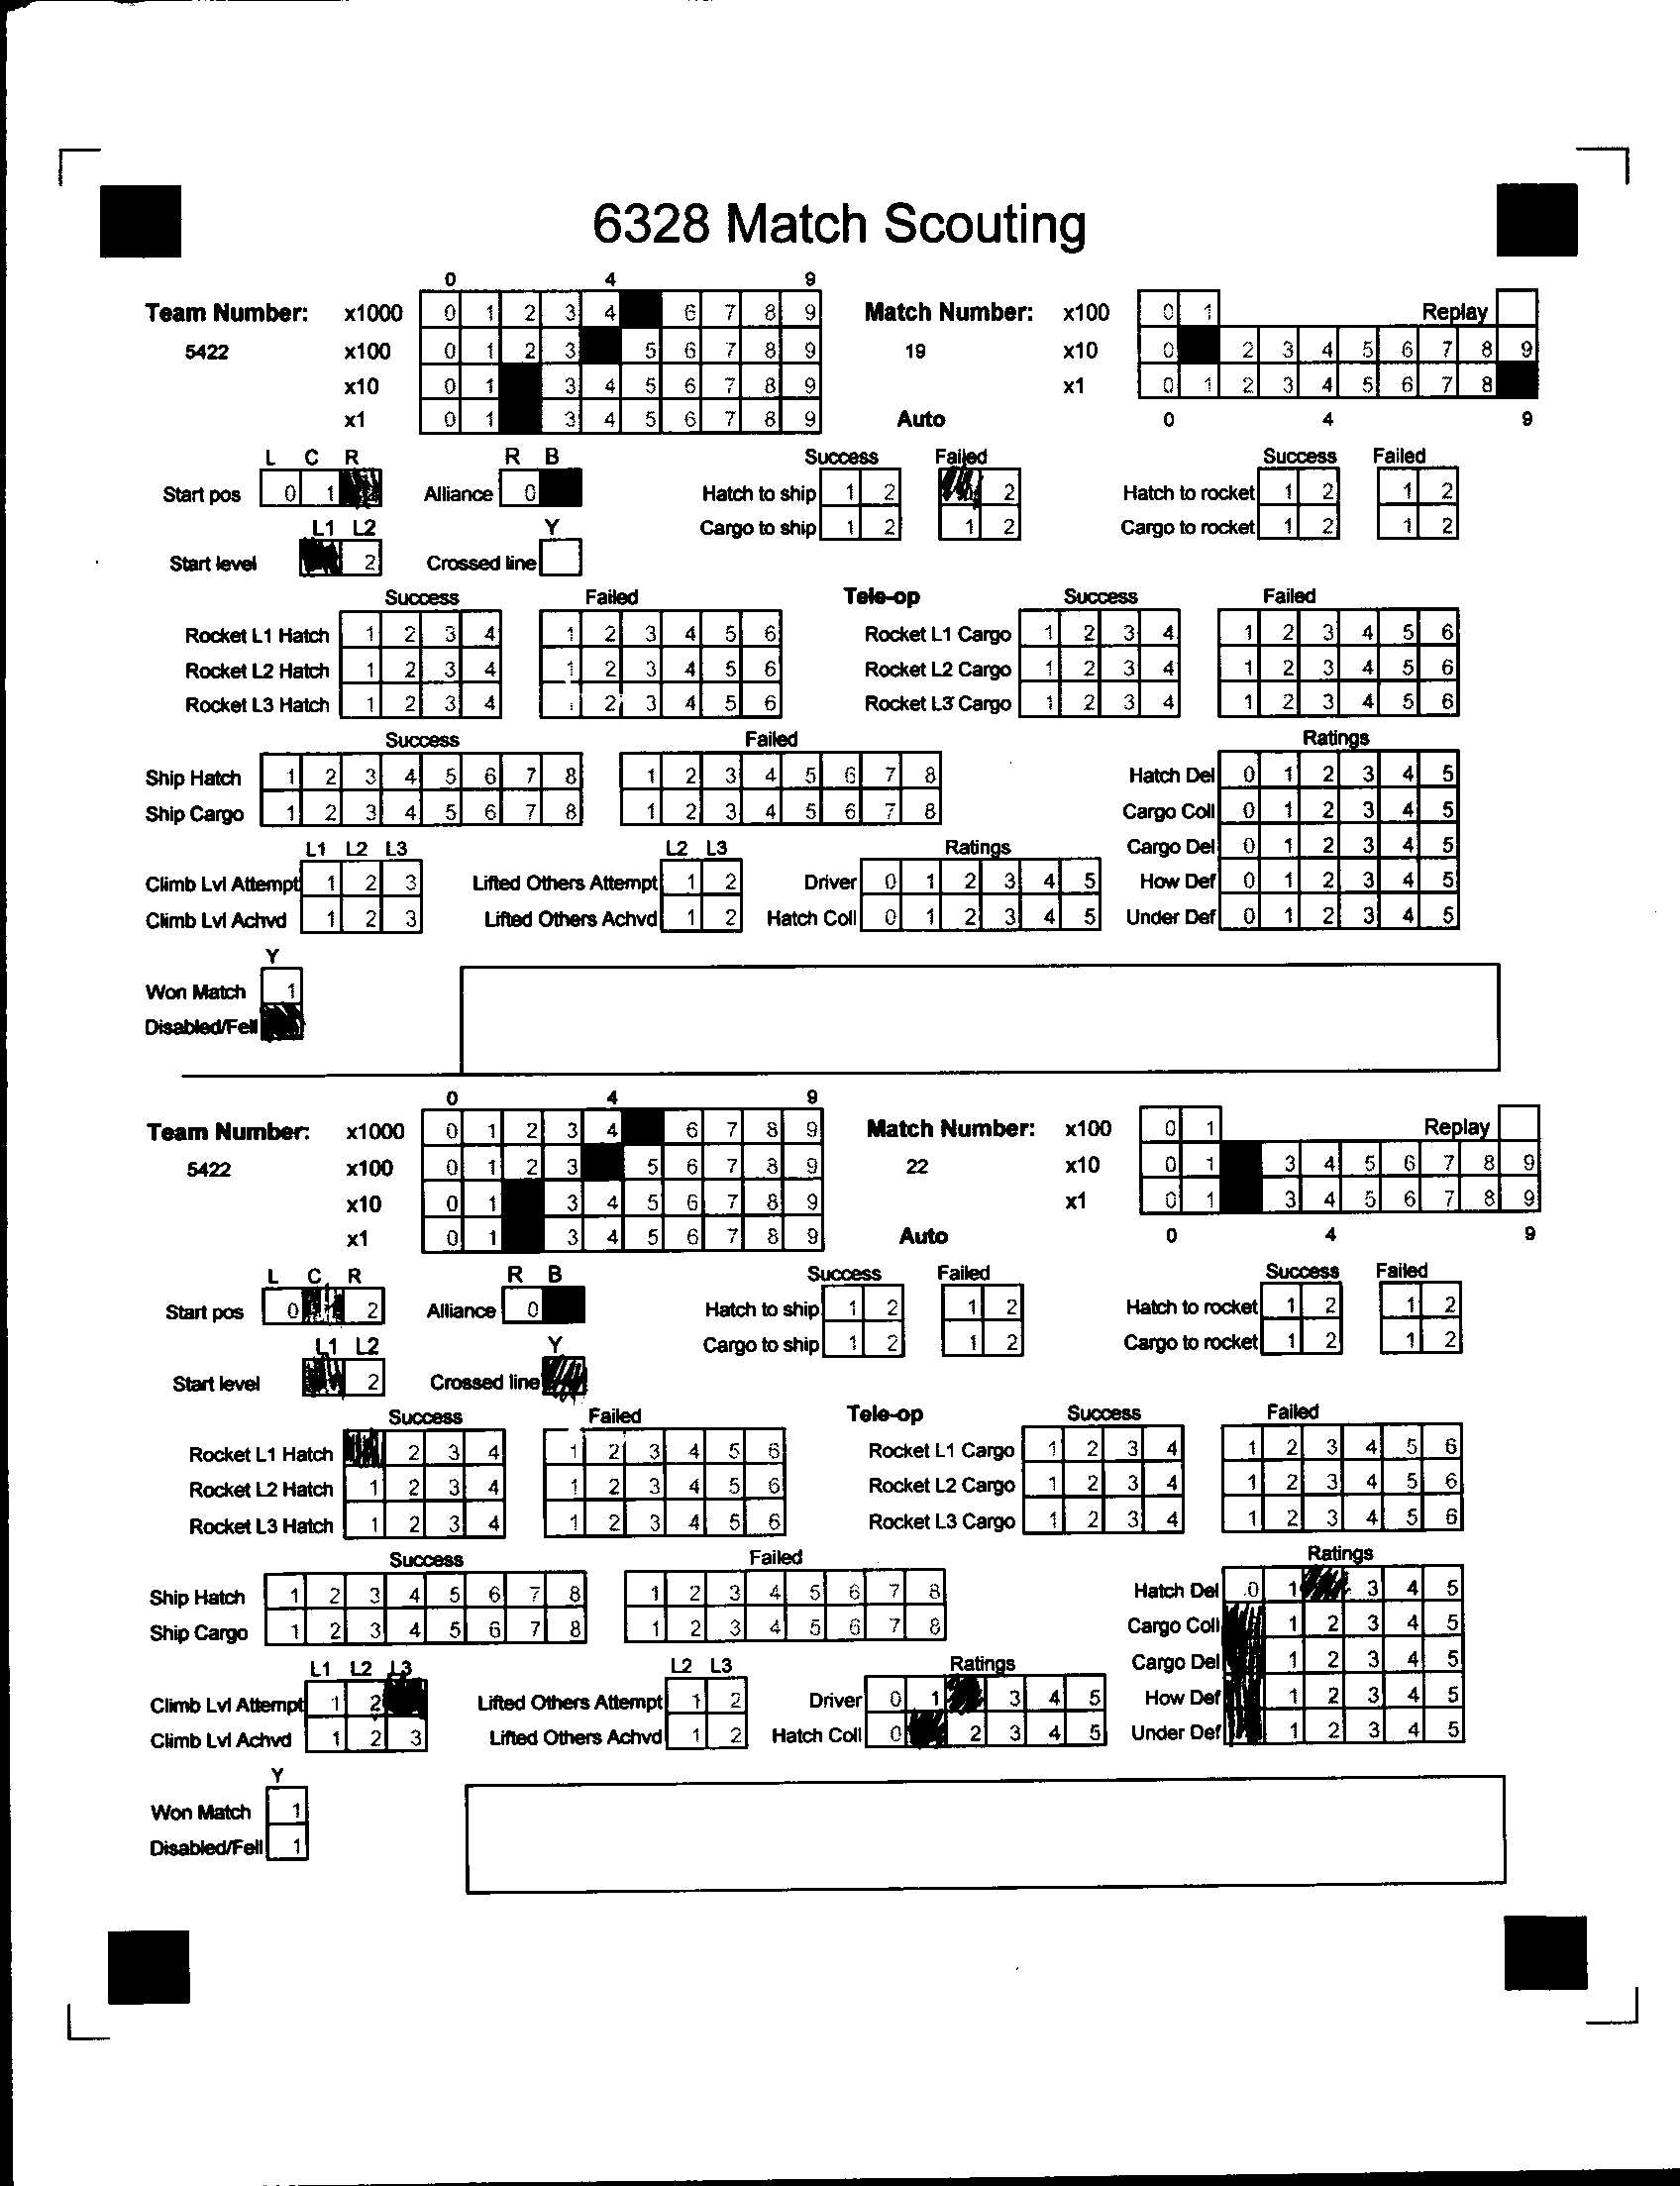 6328 Match Scouting
0 4 9
Team Number: x1000 0 1 2 3 4 6 7 8 9 Match Number: x100 0 1 Replay
5422 x100 0 1 2 3 5 6 7 8 9 19 x10 0 2 3 4 5 6 7 8 9
x10 0 1 3 4 5 6 7 8 9 x1 0 1 2 3 4 5 6 7 8
x1 0 1 3 4 5 6 7 8 9 Auto 0 4 9
L C R R B Success Failed Success Failed
Start pos 0 1 Alliance 0 Hatch to ship 1 2 2 Hatch to rocket 1 2 1 2
L1 L2 Y Cargo to ship 1 2 1 2 Cargo to rocket 1 2 1 2
Start level 2 Crossed line
Success Failed Tele-op Success Failed
Rocket L1 Hatch 1 2 3 4 1 2 3 4 5 6 Rocket L1 Cargo 1 2 3 4 1 2 3 4 5 6
Rocket L2 Hatch 1 2 3 4 1 2 3 4 5 6 Rocket L2 Cargo 1 2 3 4 1 2 3 4 5 6
Rocket L3 Hatch 1 2 3 4 2 3 4 5 6 Rocket L3 Cargo 1 2 3 4 1 2 3 4 5 6
Success Failed Ratings
Ship Hatch 1 2 3 4 5 6 7 8 1 2 3 4 5 6 7 8 Hatch Del 0 1 2 3 4 5
Ship Cargo 1 2 3 4 5 6 7 8 1 2 3 4 5 6 7 8 Cargo Coll 0 1 2 3 4 5
L1 L2 L3 L2 L3 Ratings Cargo Del 0 1 2 3 4 5
Climb Lvl Attempt 1 2 3 Lifted Others Attempt 1 2 Driver 0 1 2 3 4 5 How Def 0 1 2 3 4 5
Climb Lvl Achvd 1 2 3 Lifted Others Achvd 1 2 Hatch Coll 0 1 2 3 4 5 Under Def 0 1 2 3 4 5
Y
Won Match 1
Disabled/Fell
0 4 9
Team Number: x1000 0 1 2 3 4 6 7 8 9 Match Number: x100 0 1 Replay
5422 x100 0 1 2 3 5 6 7 8 9 22 x10 0 1 3 4 5 6 7 8 9
x10 0 1 3 4 5 6 7 8 9 x1 0 1 3 4 5 6 7 8 9
x1 0 1 3 4 5 6 7 8 9 Auto 0 4 9
L C R R B Success Failed Success Failed
Start pos 0 2 Alliance 0 Hatch to ship 1 2 1 2 Hatch to rocket 1 2 1 2
L1 L2 Y Cargo to ship 1 2 1 2 Cargo to rocket 1 2 1 2
Start level 2 Crossed line
Success Failed Tele-op Success Failed
Rocket L1 Hatch 2 3 4 1 2 3 4 5 6 Rocket L1 Cargo 1 2 3 4 1 2 3 4 5 6
Rocket L2 Hatch 1 2 3 4 1 2 3 4 5 6 Rocket L2 Cargo 1 2 3 4 1 2 3 4 5 6
Rocket L3 Hatch 1 2 3 4 1 2 3 4 5 6 Rocket L3 Cargo 1 2 3 4 1 2 3 4 5 6
Success Failed Ratings
Ship Hatch 1 2 3 4 5 6 7 8 1 2 3 4 5 6 7 8 Hatch Del 0 1 3 4 5
Ship Cargo 1 2 3 4 5 6 7 8 1 2 3 4 5 6 7 8 Cargo Coll 1 2 3 4 5
L1 L2 L3 L2 L3 Ratings Cargo Del 1 2 3 4 5
Climb Lvl Attempt 1 2 Lifted Others Attempt 1 2 Driver 0 1 3 4 5 How Def 1 2 3 4 5
Climb Lvl Achvd 1 2 3 Lifted Others Achvd 1 2 Hatch Coll 0 2 3 4 5 Under Def 1 2 3 4 5
Y
Won Match 1
Disabled/Fell 1